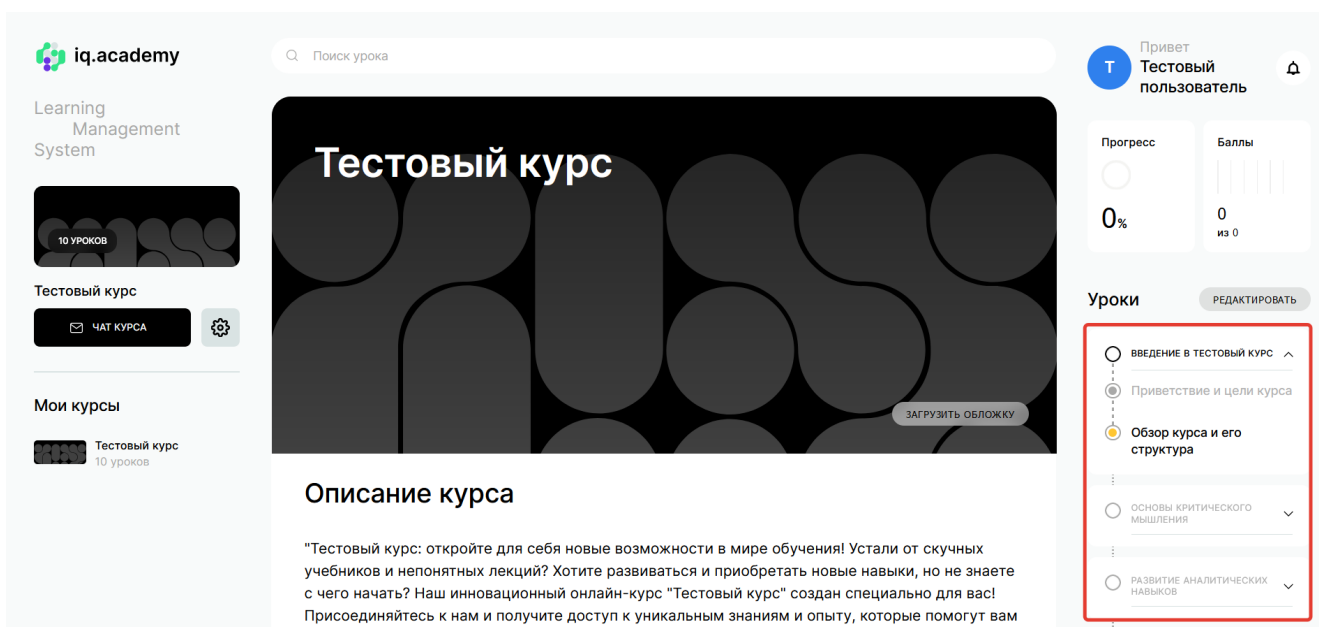 iq.academy
Learning
Management
System
10 УРОКОВ
Тестовый курс
ЧАТ КУРСА
Мои курсы
Тестовый курс
10 уроков
Поиск урока
Тестовый курс
ЗАГРУЗИТЬ ОБЛОЖКУ
Описание курса
"Тестовый курс: откройте для себя новые возможности в мире обучения! Устали от скучных
учебников и непонятных лекций? Хотите развиваться и приобретать новые навыки, но не знаете
с чего начать? Наш инновационный онлайн-курс "Тестовый курс" создан специально для вас!
Присоединяйтесь к нам и получите доступ к уникальным знаниям и опыту, которые помогут вам
Т
Привет
Тестовый
пользователь
Прогресс
0%
Баллы
0
из 0
Уроки
РЕДАКТИРОВАТЬ
ВВЕДЕНИЕ В ТЕСТОВЫЙ КУРС
Приветствие и цели курса
Обзор курса и его
структура
ОСНОВЫ КРИТИЧЕСКОГО
МЫШЛЕНИЯ
РАЗВИТИЕ АНАЛИТИЧЕСКИХ
НАВЫКОВ